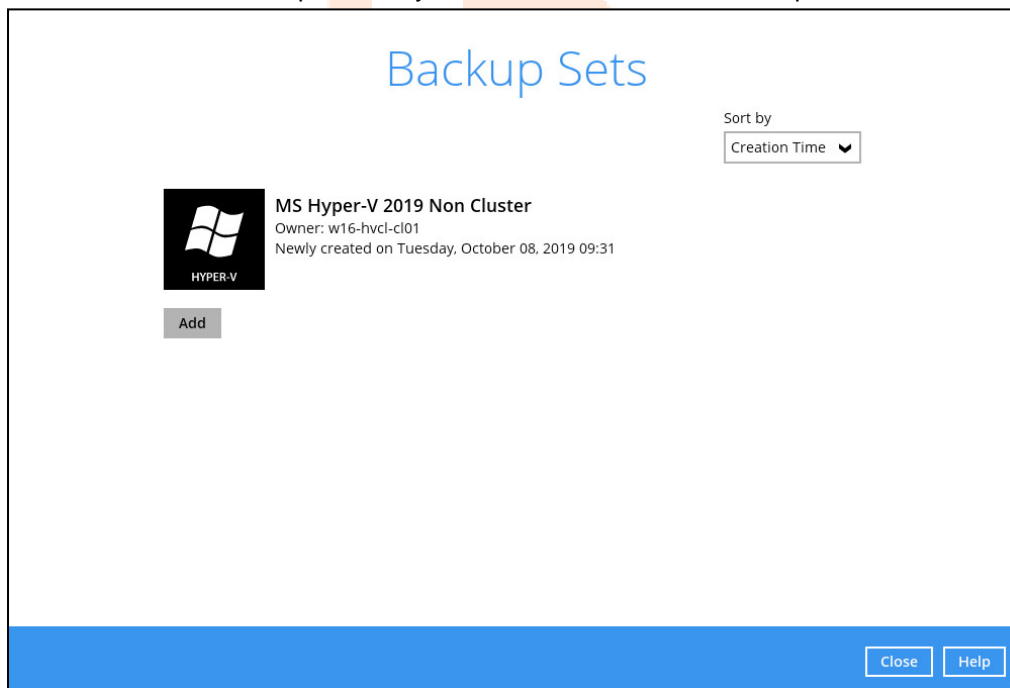 Backup Sets
Sort by
Creation Time
MS Hyper-V 2019 Non Cluster
Owner: w16-hvcl-cl01
Newly created on Tuesday, October 08, 2019 09:31
HYPER-V
Add
Close Help